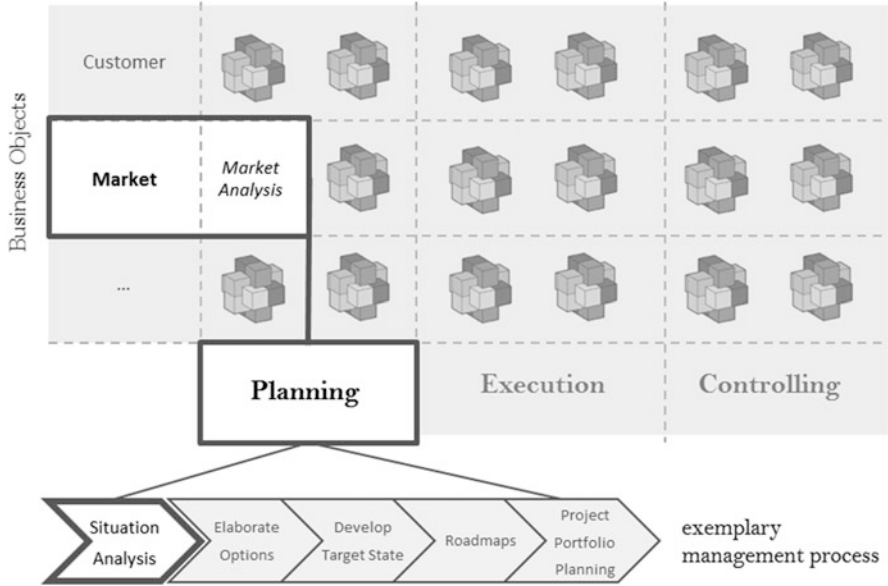 Business Objects
Customer
Market
Market
Analysis
...
Planning
Execution
Controlling
Situation
Analysis
Elaborate
Options
Develop
Target State
Roadmaps
Project
Portfolio
Planning
exemplary
management process